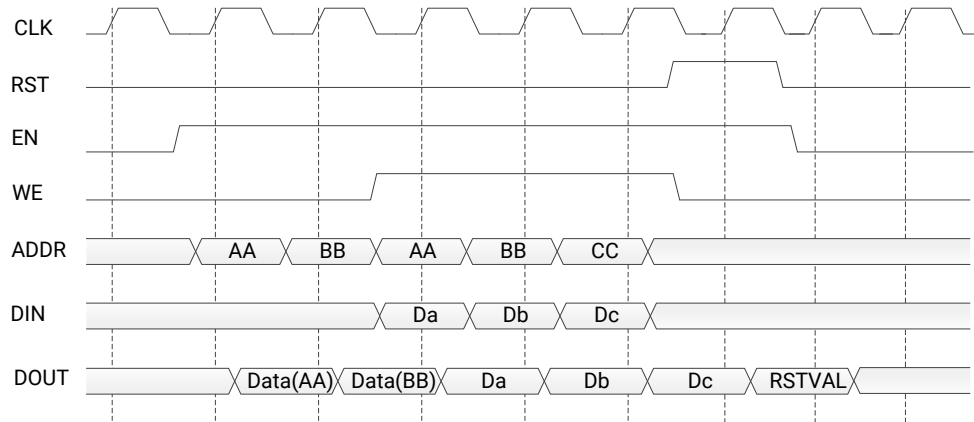 CLK
RST
EN
WE
ADDR AA BB AA BB CC
DIN Da Db Dc
DOUT Data(AA) Data(BB) Da Db Dc RSTVAL